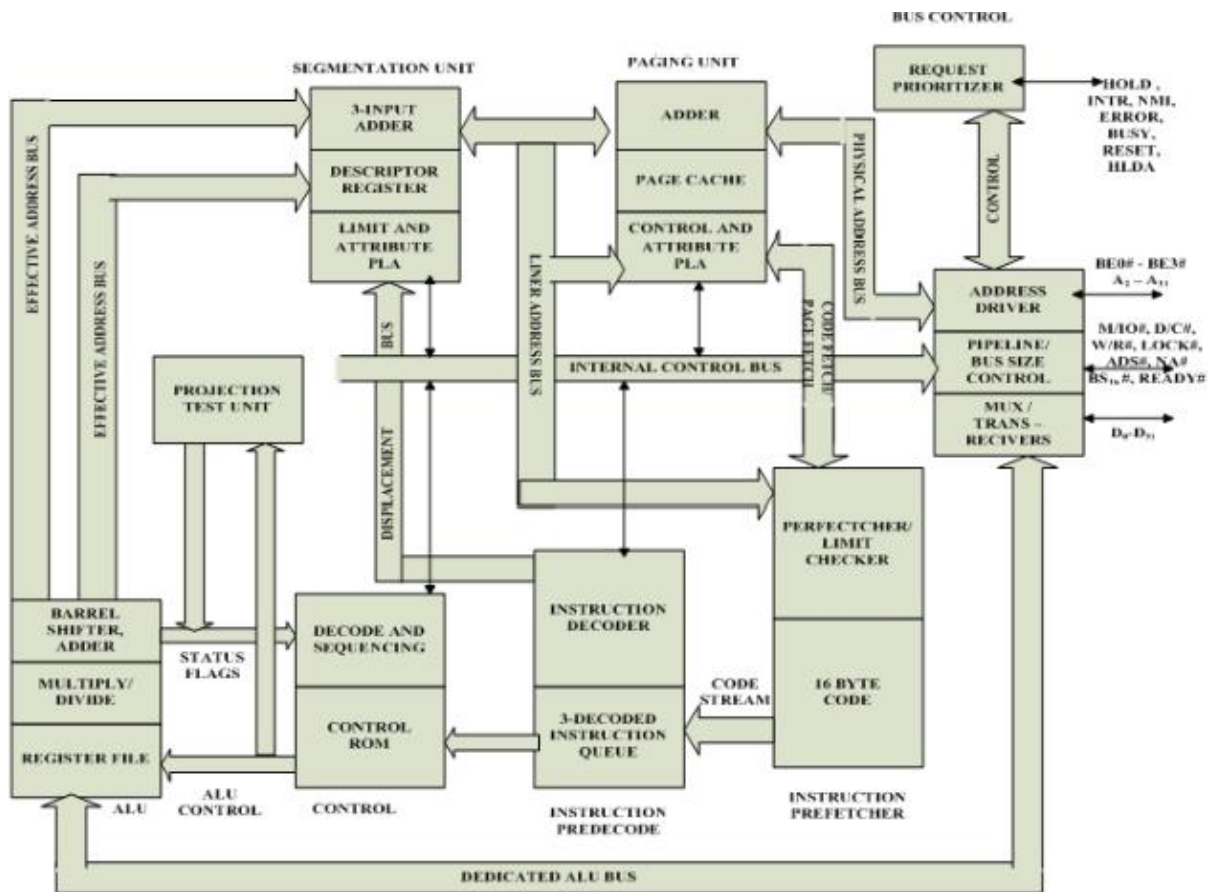 BUS CONTROL
SEGMENTATION UNIT
PAGING UNIT
REQUEST
PRIORITIZER
HOLD ,
INTR, NMI,
ERROR,
BUSY,
RESET,
HLDA
3-INPUT
ADDER
ADDER
DESCRIPTOR
REGISTER
PAGE CACHE
LIMIT AND
ATTRIBUTE
PLA
CONTROL AND
ATTRIBUTE
PLA
EFFECTIVE ADDRESS BUS
EFFECTIVE ADDRESS BUS
LINER ADDRESS BUS
PHYSICAL ADDRESS BUS
CONTROL
CODE FETCH/
PAGE FETCH
BUS
DISPLACEMENT
ADDRESS
DRIVER
BE0# - BE3#
A2 – A31
PIPELINE/
BUS SIZE
CONTROL
M/IO#, D/C#,
W/R#, LOCK#,
ADS#, NA#
BS16#, READY#
MUX /
TRANS –
RECIVERS
D0-D31
INTERNAL CONTROL BUS
PROJECTION
TEST UNIT
PERFECTCHER/
LIMIT
CHECKER
16 BYTE
CODE
BARREL
SHIFTER,
ADDER
MULTIPLY/
DIVIDE
REGISTER FILE
STATUS
FLAGS
DECODE AND
SEQUENCING
CONTROL
ROM
INSTRUCTION
DECODER
3-DECODED
INSTRUCTION
QUEUE
CODE
STREAM
ALU
ALU
CONTROL
CONTROL
INSTRUCTION
PREDECODE
INSTRUCTION
PREFETCHER
DEDICATED ALU BUS